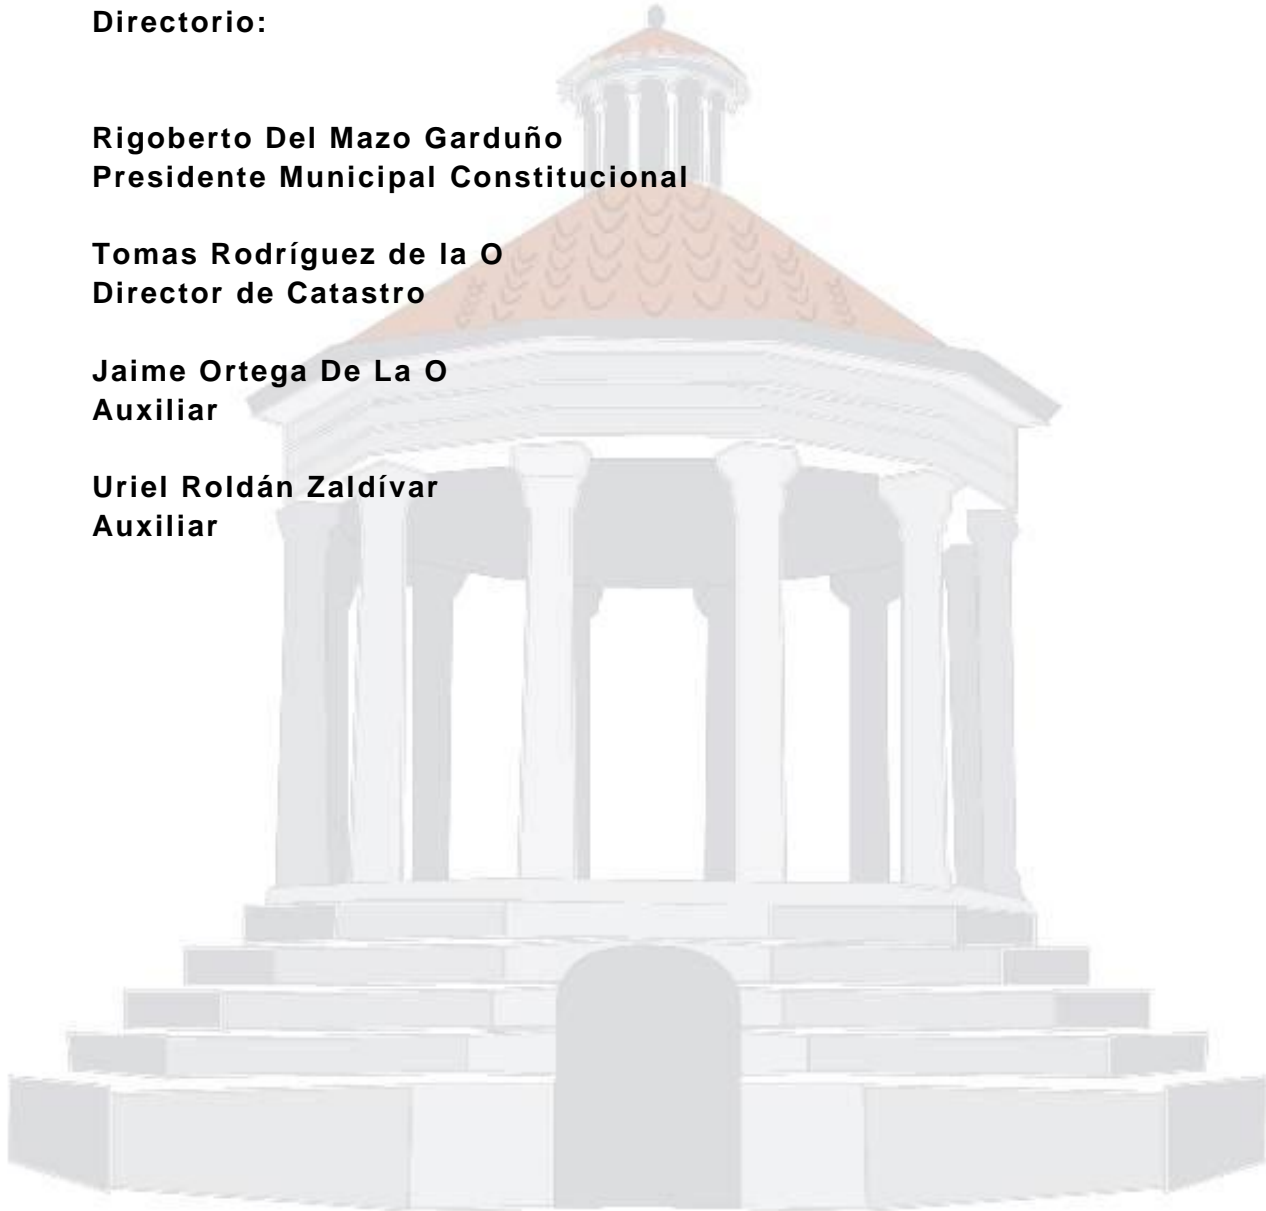 Directorio:
Rigoberto Del Mazo Garduño
Presidente Municipal Constitucional
Tomas Rodríguez de la O
Director de Catastro
Jaime Ortega De La O
Auxiliar
Uriel Roldán Zaldívar
Auxiliar